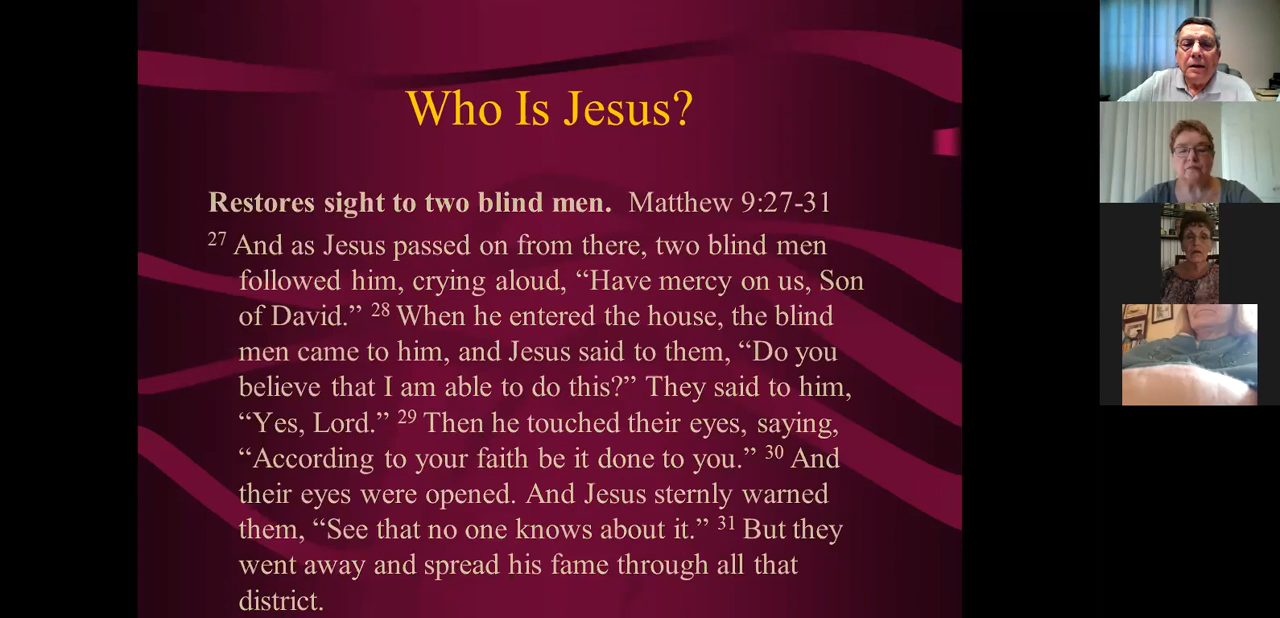 Who Is Jesus?
Restores sight to two blind men. Matthew 9:27-31
27 And as Jesus passed on from there, two blind men
followed him, crying aloud, “Have mercy on us, Son
of David.” 28 When he entered the house, the blind
men came to him, and Jesus said to them, “Do you
believe that I am able to do this?” They said to him,
“Yes, Lord.” 29 Then he touched their eyes, saying,
“According to your faith be it done to you.” 30 And
their eyes were opened. And Jesus sternly warned
them, “See that no one knows about it.” 31 But they
went away and spread his fame through all that
district.